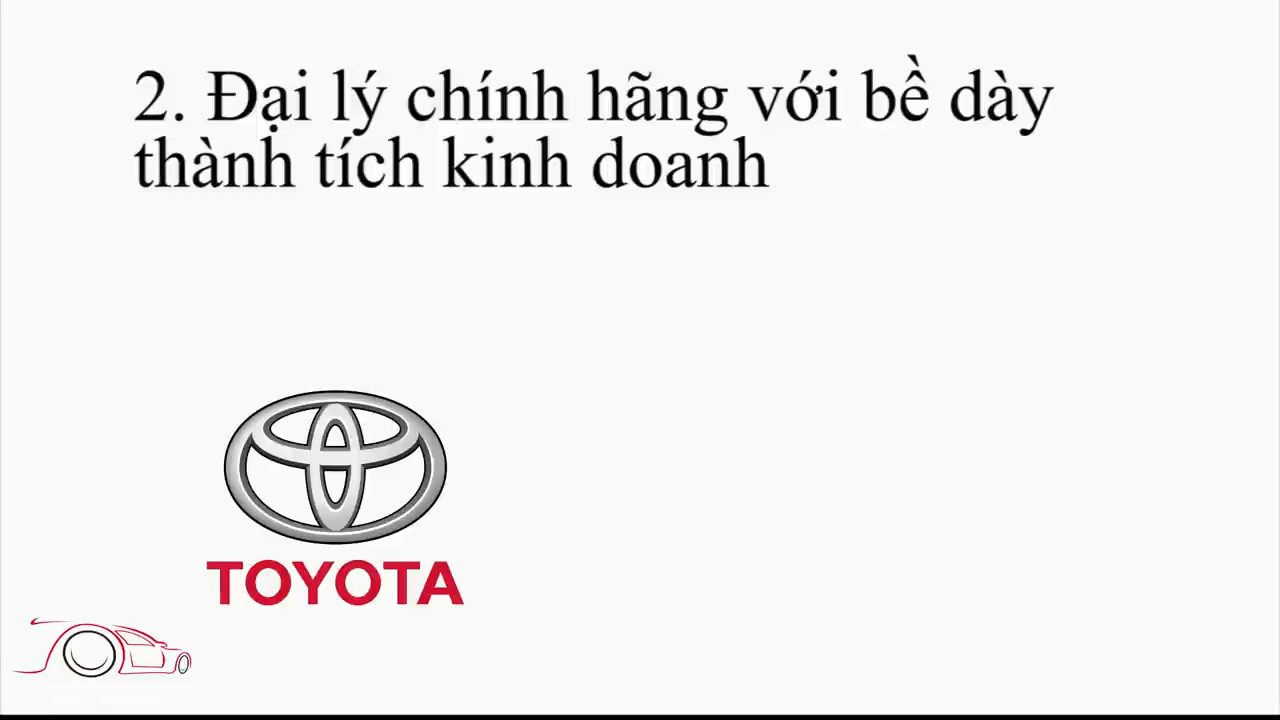 2. Đại lý chính hãng với bề dày
thành tích kinh doanh
TOYOTA